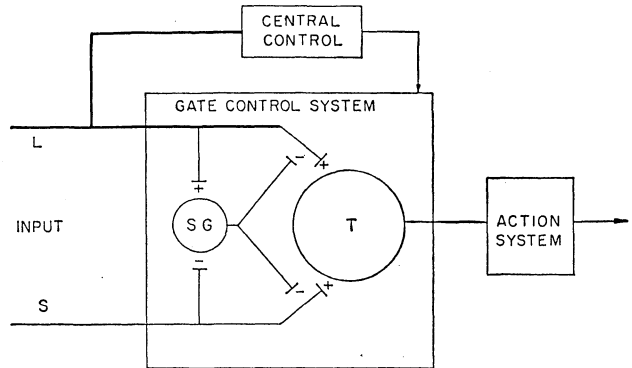 CENTRAL
CONTROL
GATE CONTROL SYSTEM
L
+
-
+
SG
T
INPUT
ACTION
SYSTEM
-
-
+
S